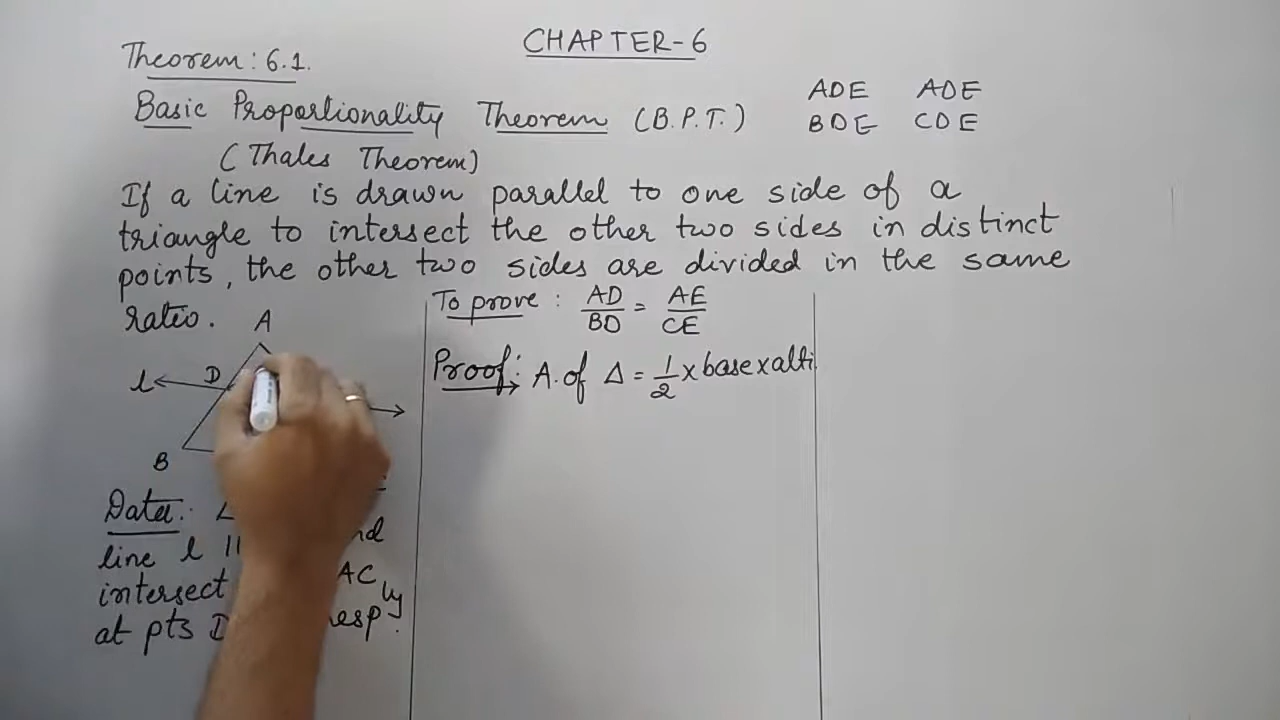 CHAPTER-6
Theorem: 6.1.
Basic Proportionality Theorem (B.P.T.)
(Thales Theorem)
ADE ADE
BDE CDE
If a line is drawn parallel to one side of a
triangle to intersect the other two sides in distinct
points, the other two sides are divided in the same
ratio.
A
l D
B
Data:
line l ||
intersect AC
at pts D resply.
To prove : AD/BD = AE/CE
Proof: A. of Δ = 1/2 x base x alti